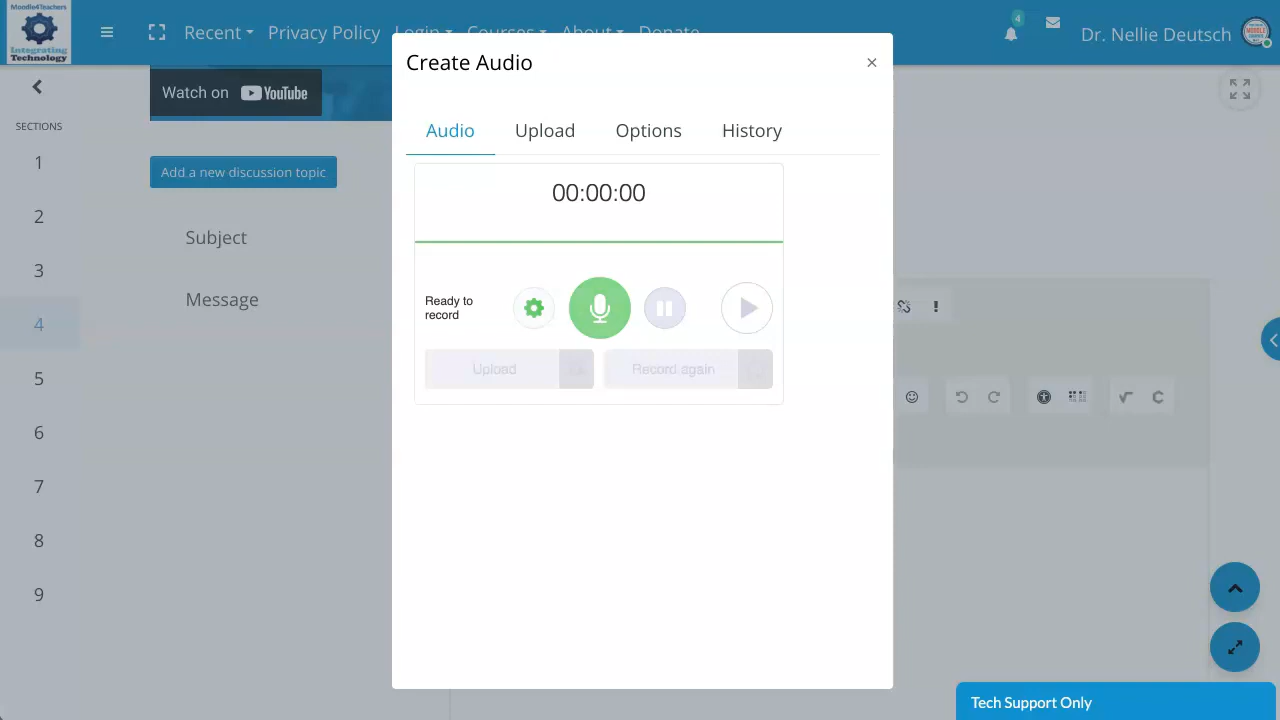 Moodle4Teachers
Integrating
Technology
Recent
Privacy Policy
Login
Courses
About
Donate
4
Dr. Nellie Deutsch
Create Audio
×
Watch on YouTube
SECTIONS
Audio
Upload
Options
History
1
Add a new discussion topic
00:00:00
2
Subject
3
Message
Ready to
record
4
Upload
Record again
5
6
7
8
9
Tech Support Only